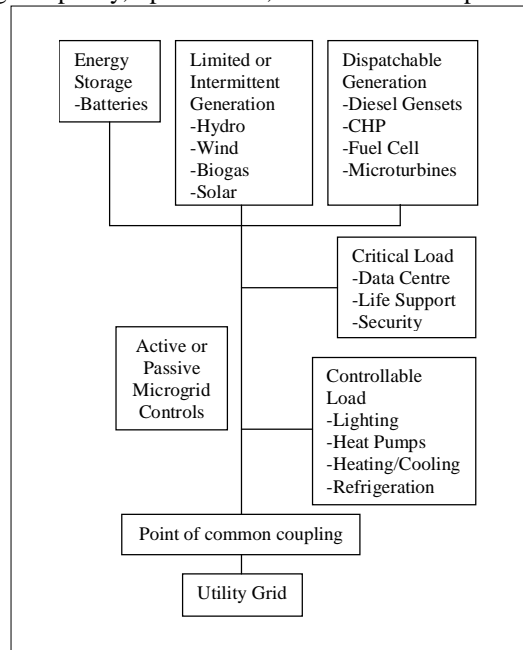 Energy
Storage
-Batteries
Limited or
Intermittent
Generation
-Hydro
-Wind
-Biogas
-Solar
Dispatchable
Generation
-Diesel Gensets
-CHP
-Fuel Cell
-Microturbines
Critical Load
-Data Centre
-Life Support
-Security
Active or
Passive
Microgrid
Controls
Controllable
Load
-Lighting
-Heat Pumps
-Heating/Cooling
-Refrigeration
Point of common coupling
Utility Grid